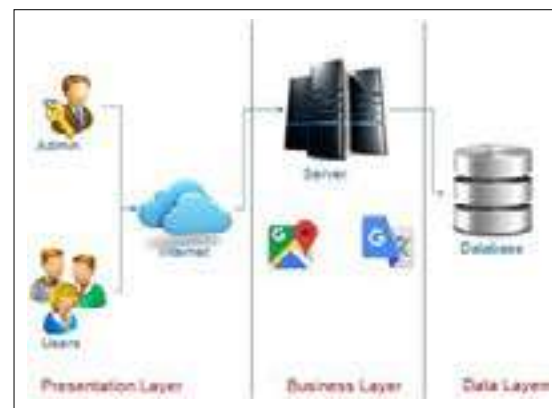 Admin
Server
Internet
Database
Users
Presentation Layer
Business Layer
Data Layer